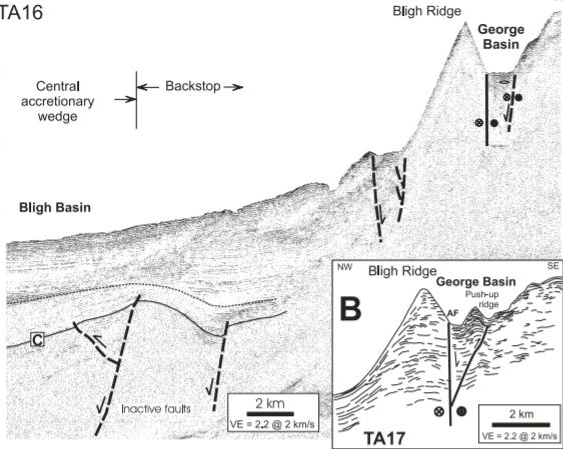 TA16
Bligh Ridge
George
Basin
Central
accretionary
wedge
Backstop
Bligh Basin
C
Inactive faults
2 km
VE = 2.2 @ 2 km/s
NW
Bligh Ridge
SE
George Basin
Push-up
ridge
B
AF
TA17
2 km
VE = 2.2 @ 2 km/s